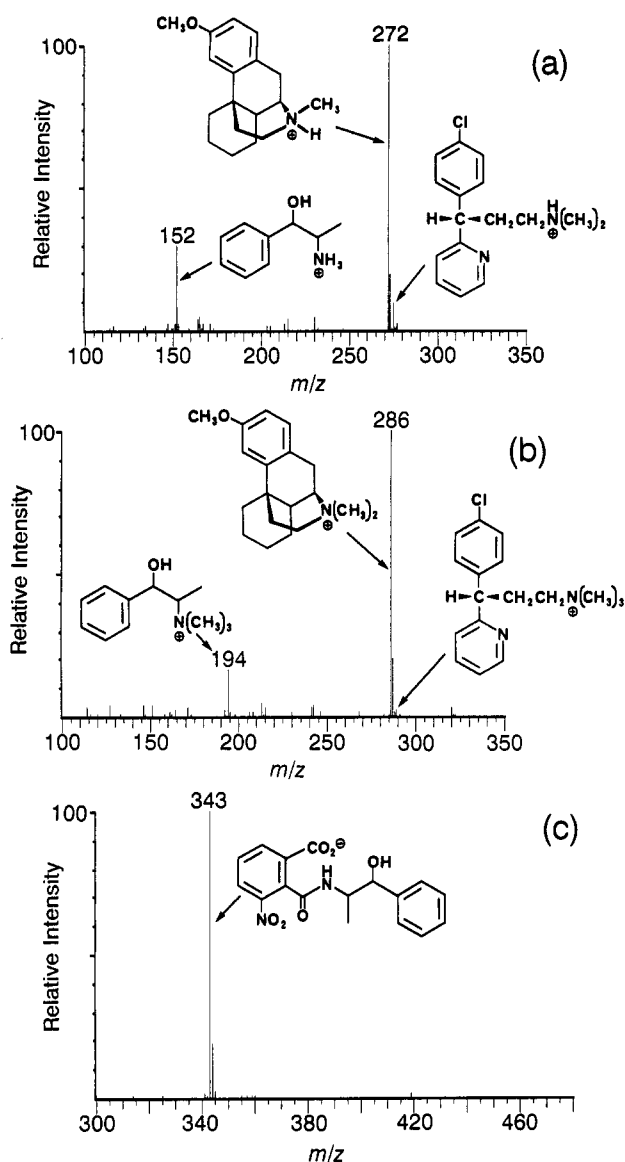 (a)
Relative Intensity
100
272
152
CH₃O
N
CH₃
⊕ H
OH
NH₃
⊕
Cl
H
H C CH₂CH₂N(CH₃)₂
⊕
N
100 150 200 250 300 350
m/z
(b)
Relative Intensity
100
286
194
CH₃O
N(CH₃)₂
⊕
OH
N(CH₃)₃
⊕
Cl
H C CH₂CH₂N(CH₃)₃
⊕
N
100 150 200 250 300 350
m/z
(c)
Relative Intensity
100
343
CO₂⊖
H
N
OH
O
NO₂
300 340 380 420 460
m/z